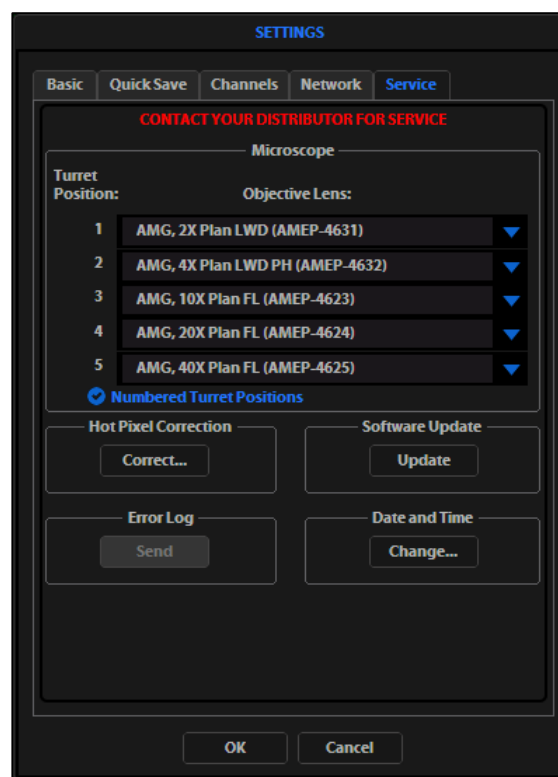 SETTINGS
Basic Quick Save Channels Network Service
CONTACT YOUR DISTRIBUTOR FOR SERVICE
Microscope
Turret
Position: Objective Lens:
1 AMG, 2X Plan LWD (AMEP-4631)
2 AMG, 4X Plan LWD PH (AMEP-4632)
3 AMG, 10X Plan FL (AMEP-4623)
4 AMG, 20X Plan FL (AMEP-4624)
5 AMG, 40X Plan FL (AMEP-4625)
Numbered Turret Positions
Hot Pixel Correction Software Update
Correct... Update
Error Log Date and Time
Send Change...
OK Cancel